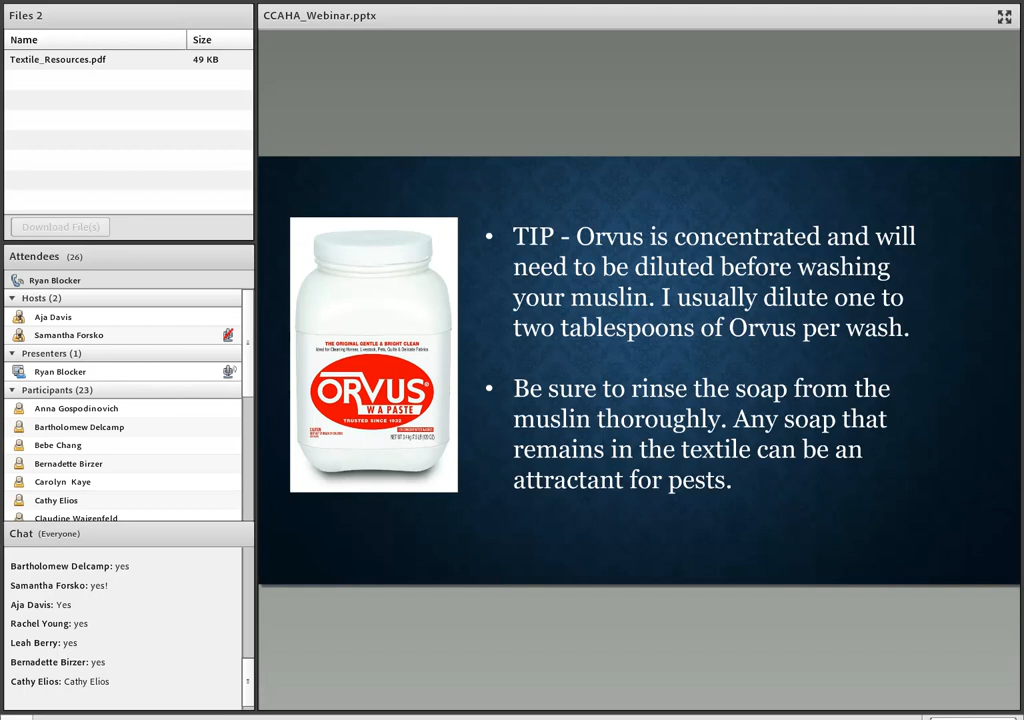 Files 2
Name
Size
Textile_Resources.pdf
49 KB
Download File(s)
Attendees (26)
Ryan Blocker
Hosts (2)
Aja Davis
Samantha Forsko
Presenters (1)
Ryan Blocker
Participants (23)
Anna Gospodinovich
Bartholomew Delcamp
Bebe Chang
Bernadette Birzer
Carolyn Kaye
Cathy Elios
Claudine Waigenfeld
Chat (Everyone)
Bartholomew Delcamp: yes
Samantha Forsko: yes!
Aja Davis: Yes
Rachel Young: yes
Leah Berry: yes
Bernadette Birzer: yes
Cathy Elios: Cathy Elios
CCAHA_Webinar.pptx
THE ORIGINAL GENTLE & BRIGHT CLEAN
ORVUS®
W A PASTE
TRUSTED SINCE 1932
• TIP - Orvus is concentrated and will
need to be diluted before washing
your muslin. I usually dilute one to
two tablespoons of Orvus per wash.
• Be sure to rinse the soap from the
muslin thoroughly. Any soap that
remains in the textile can be an
attractant for pests.